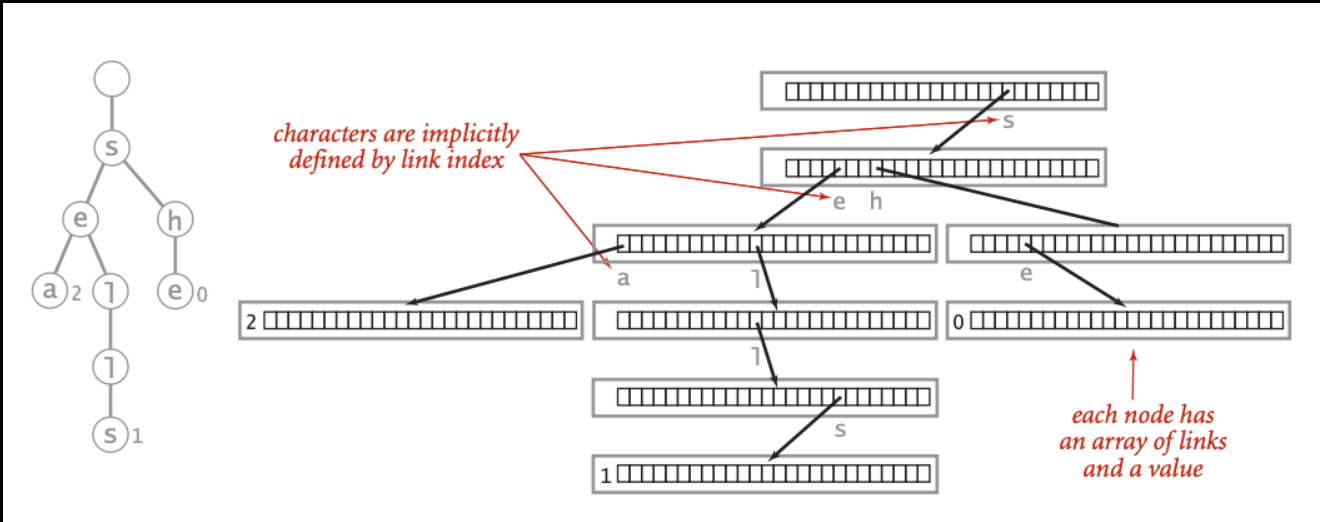 s
e
h
a 2
l
e 0
l
s 1
characters are implicitly
defined by link index
s
e h
a
l
e
2
0
l
s
1
each node has
an array of links
and a value